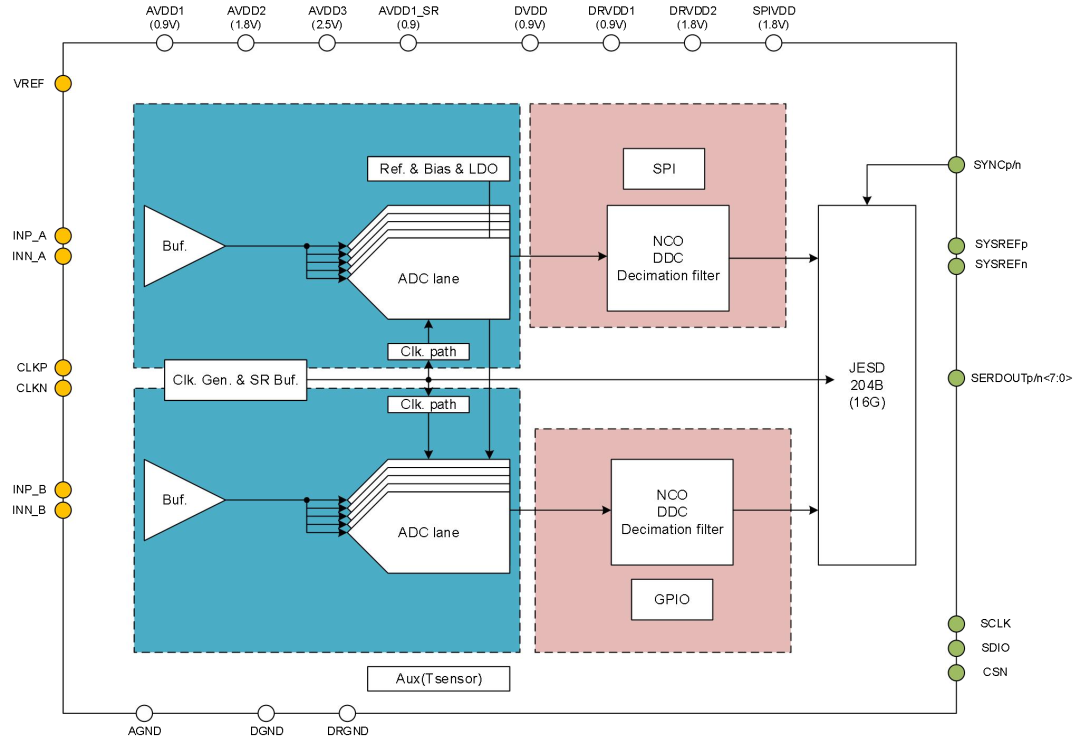 AVDD1
(0.9V)
AVDD2
(1.8V)
AVDD3
(2.5V)
AVDD1_SR
(0.9)
DVDD
(0.9V)
DRVDD1
(0.9V)
DRVDD2
(1.8V)
SPIVDD
(1.8V)
VREF
Ref. & Bias & LDO
SPI
SYNCp/n
INP_A
INN_A
Buf.
ADC lane
NCO
DDC
Decimation filter
SYSREFp
SYSREFn
Clk. path
CLKP
CLKN
Clk. Gen. & SR Buf.
Clk. path
JESD
204B
(16G)
SERDOUTp/n<7:0>
INP_B
INN_B
Buf.
ADC lane
NCO
DDC
Decimation filter
GPIO
SCLK
SDIO
CSN
Aux(Tsensor)
AGND
DGND
DRGND